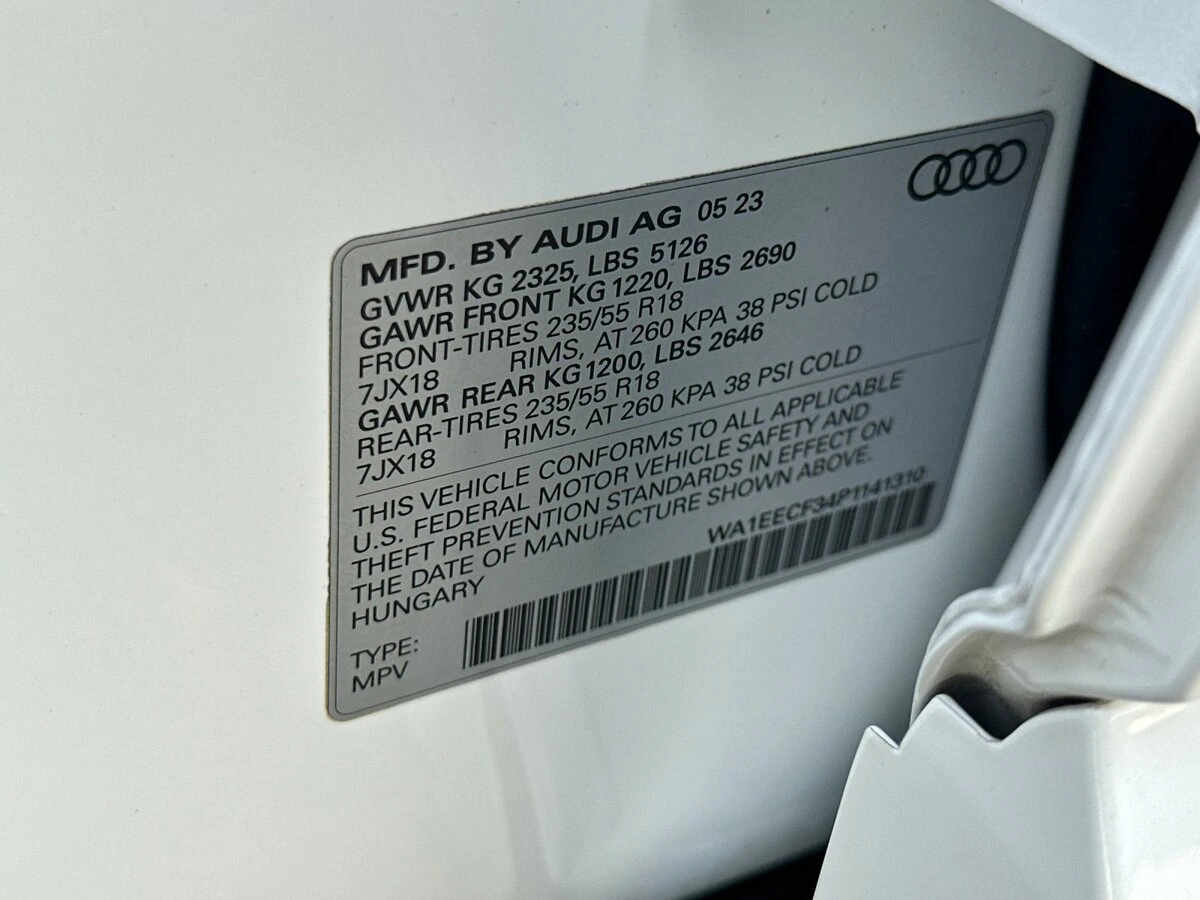 MFD. BY AUDI AG 05 23
GVWR KG 2325, LBS 5126
GAWR FRONT KG 1220, LBS 2690
FRONT-TIRES 235/55 R18
7JX18 RIMS, AT 260 KPA 38 PSI COLD
GAWR REAR KG 1200, LBS 2646
REAR-TIRES 235/55 R18
7JX18 RIMS, AT 260 KPA 38 PSI COLD
THIS VEHICLE CONFORMS TO ALL APPLICABLE
U.S. FEDERAL MOTOR VEHICLE SAFETY AND
THEFT PREVENTION STANDARDS IN EFFECT ON
THE DATE OF MANUFACTURE SHOWN ABOVE.
HUNGARY
WA1EECF34P1141310
TYPE:
MPV